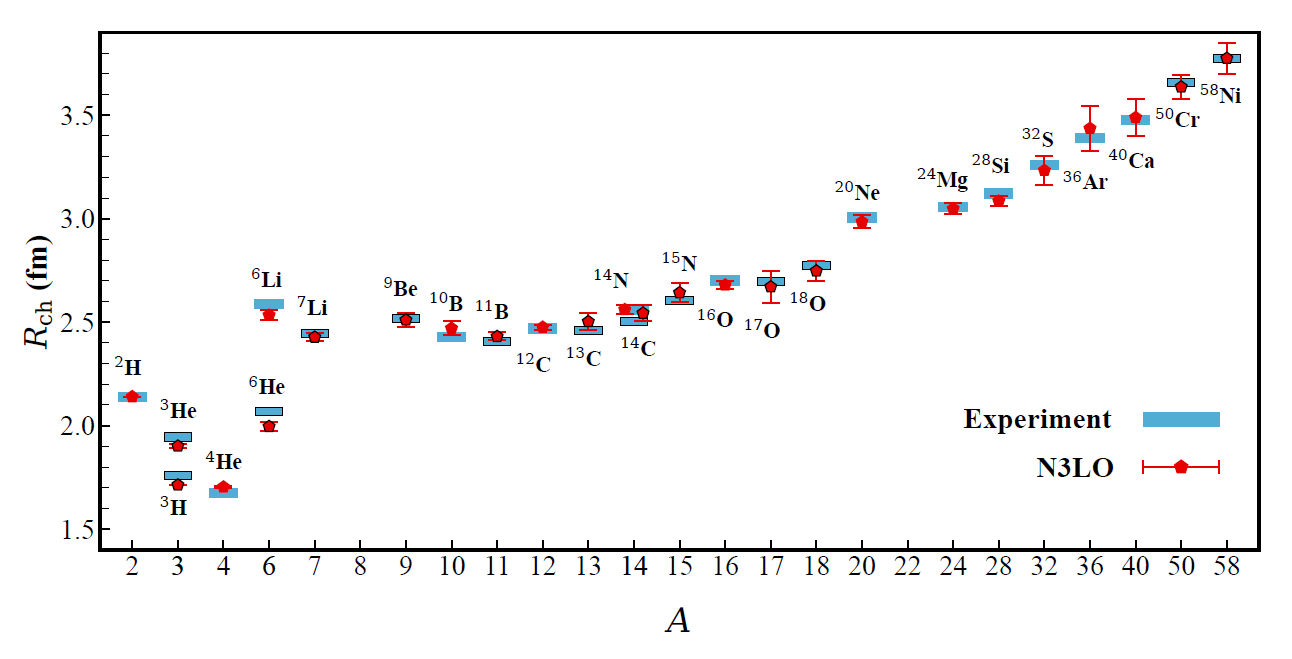 3.5
3.0
2.5
2.0
1.5
R_ch (fm)
²H
³He
³H
⁴He
⁶Li
⁶He
⁷Li
⁹Be
¹⁰B
¹¹B
¹²C
¹³C
¹⁴N
¹⁴C
¹⁵N
¹⁶O
¹⁷O
¹⁸O
²⁰Ne
²⁴Mg
²⁸Si
³²S
³⁶Ar
⁴⁰Ca
⁵⁰Cr
⁵⁸Ni
Experiment
N3LO
2 3 4 6 7 8 9 10 11 12 13 14 15 16 17 18 20 22 24 28 32 36 40 50 58
A